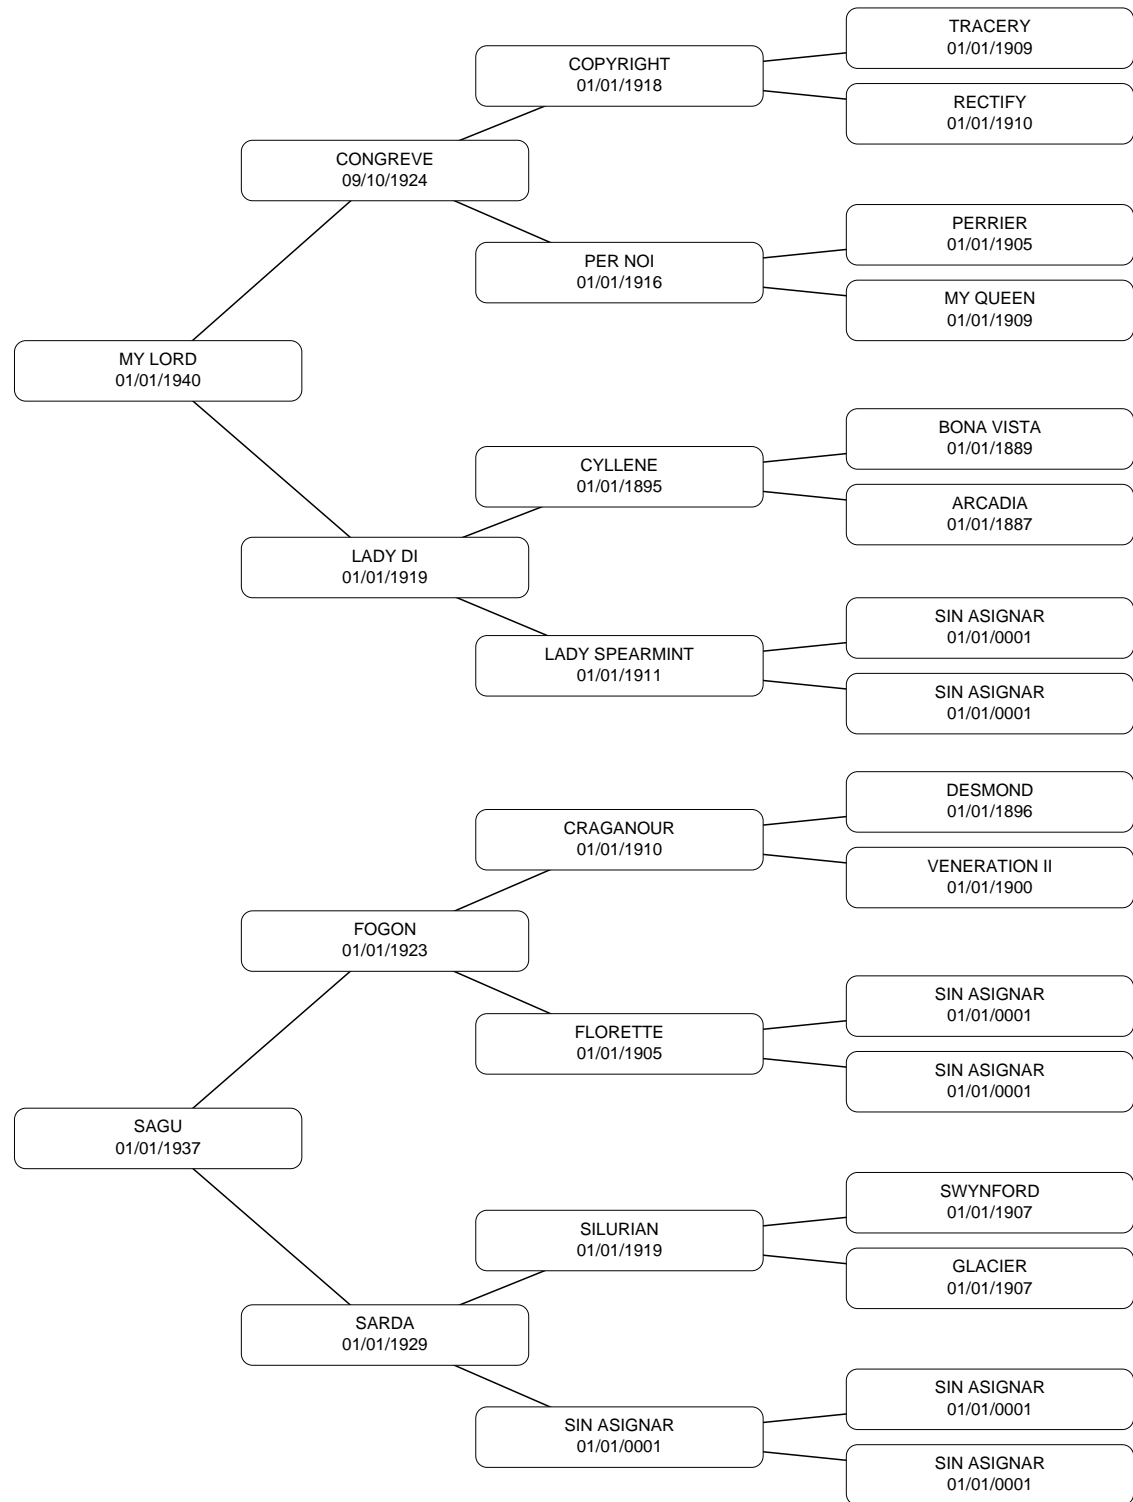 TRACERY
01/01/1909
COPYRIGHT
01/01/1918
RECTIFY
01/01/1910
CONGREVE
09/10/1924
PERRIER
01/01/1905
PER NOI
01/01/1916
MY QUEEN
01/01/1909
MY LORD
01/01/1940
BONA VISTA
01/01/1889
CYLLENE
01/01/1895
ARCADIA
01/01/1887
LADY DI
01/01/1919
SIN ASIGNAR
01/01/0001
LADY SPEARMINT
01/01/1911
SIN ASIGNAR
01/01/0001
DESMOND
01/01/1896
CRAGANOUR
01/01/1910
VENERATION II
01/01/1900
FOGON
01/01/1923
SIN ASIGNAR
01/01/0001
FLORETTE
01/01/1905
SIN ASIGNAR
01/01/0001
SAGU
01/01/1937
SWYNFORD
01/01/1907
SILURIAN
01/01/1919
GLACIER
01/01/1907
SARDA
01/01/1929
SIN ASIGNAR
01/01/0001
SIN ASIGNAR
01/01/0001
SIN ASIGNAR
01/01/0001